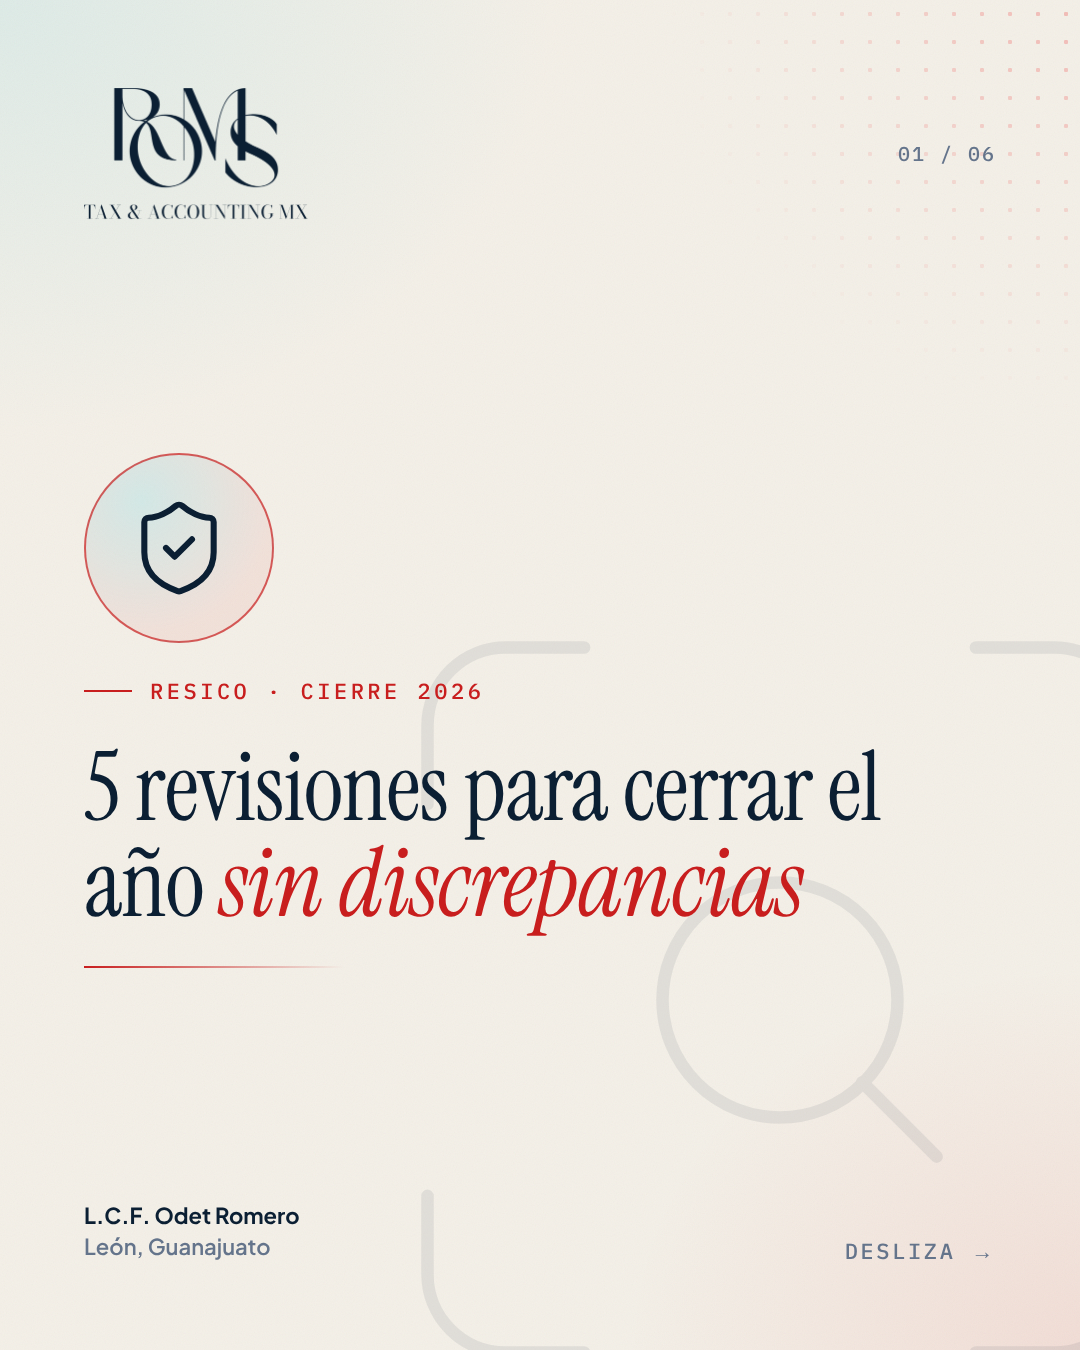 ROMS
TAX & ACCOUNTING MX
01 / 06
RESICO · CIERRE 2026
5 revisiones para cerrar el
año sin discrepancias
L.C.F. Odet Romero
León, Guanajuato
DESLIZA →